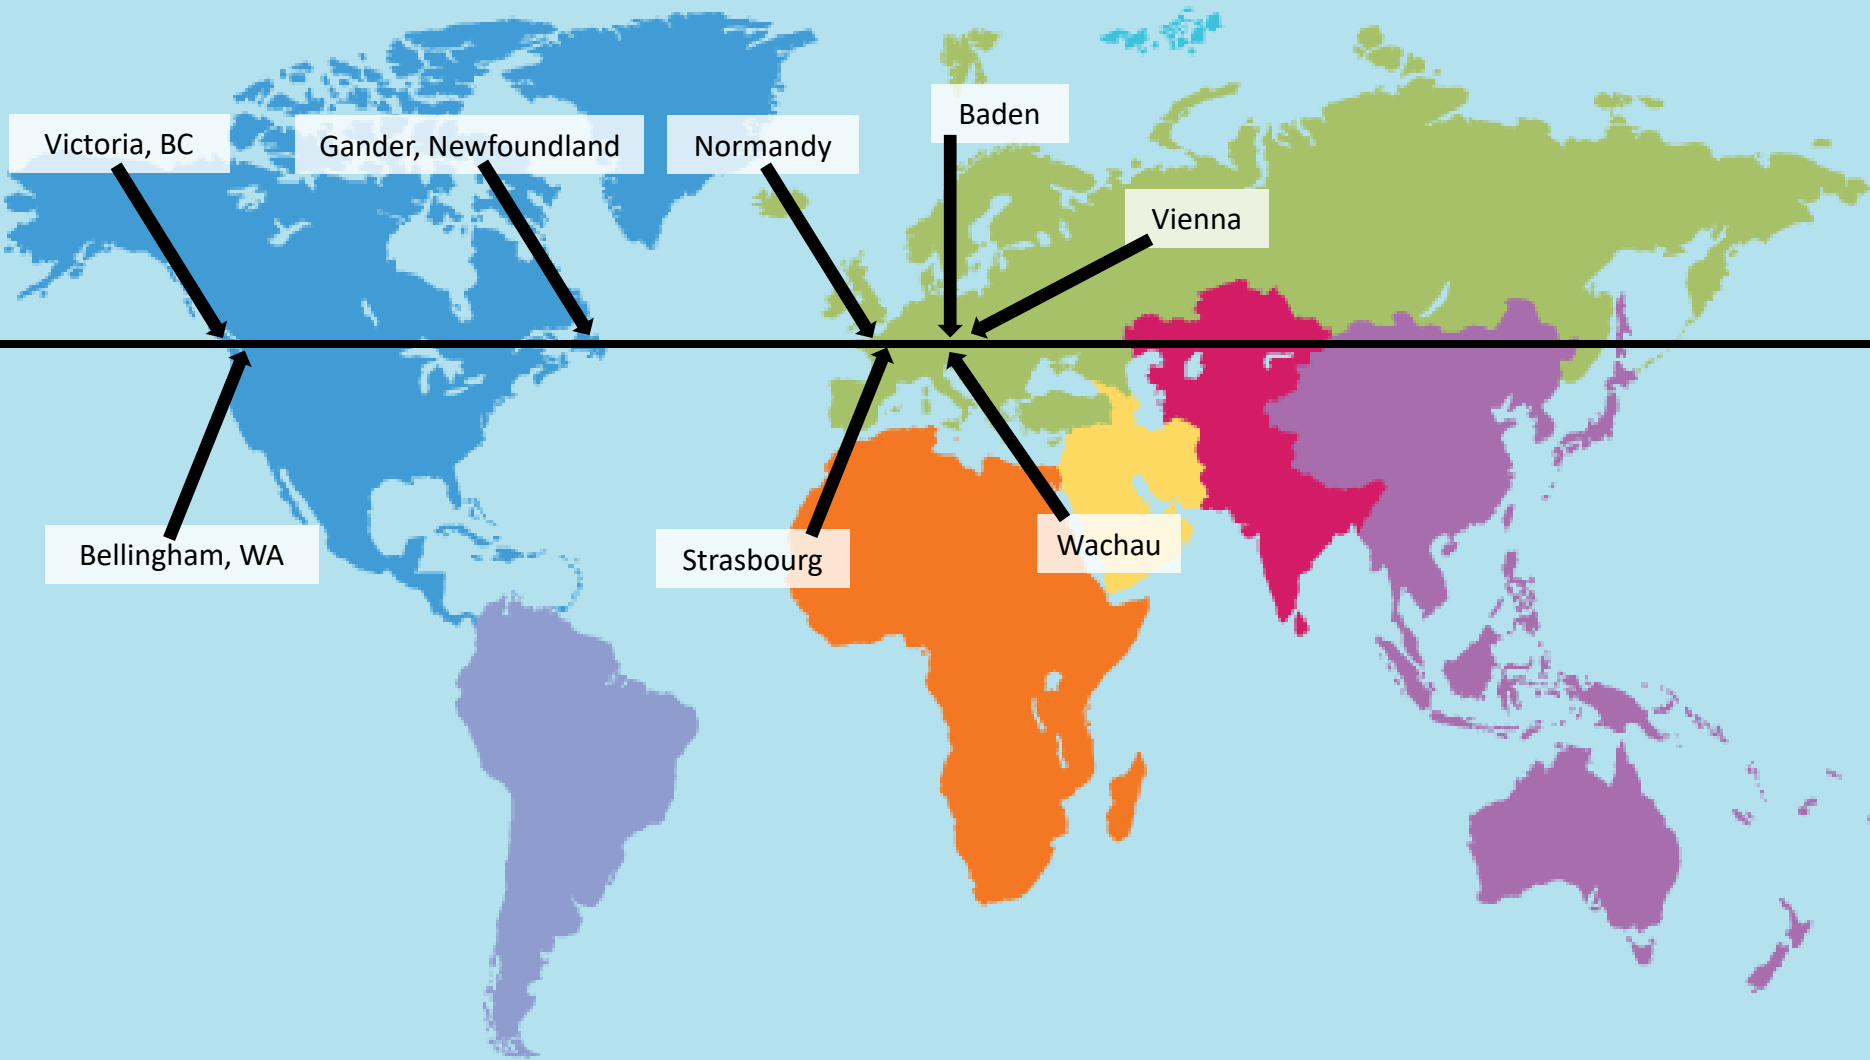 Baden
Victoria, BC
Gander, Newfoundland
Normandy
Vienna
Bellingham, WA
Strasbourg
Wachau